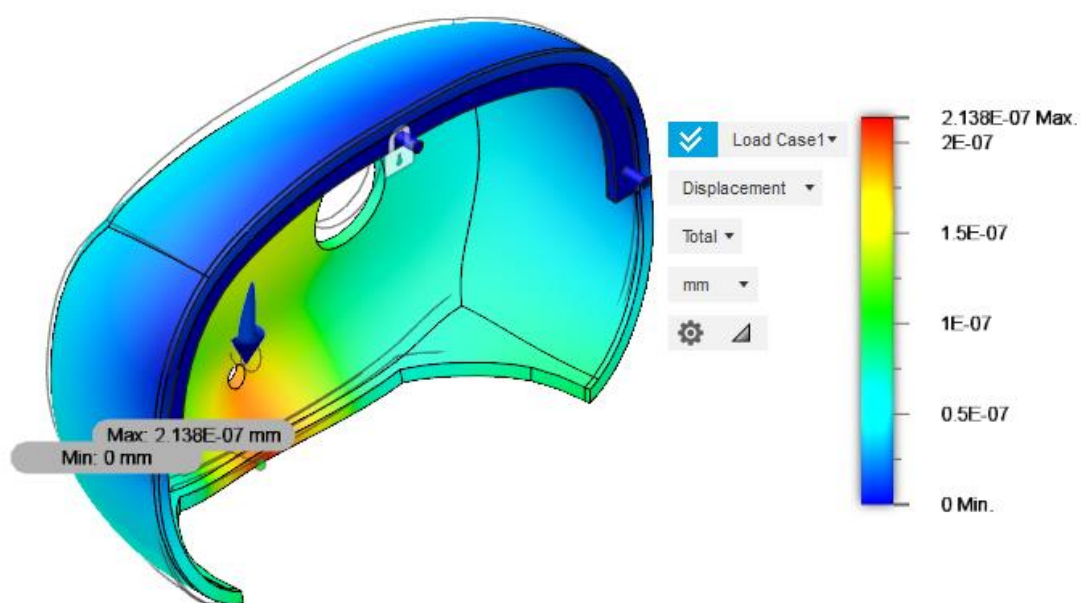 Load Case1
Displacement
Total
mm
2.138E-07 Max.
2E-07
1.5E-07
1E-07
0.5E-07
0 Min.
Max: 2.138E-07 mm
Min: 0 mm